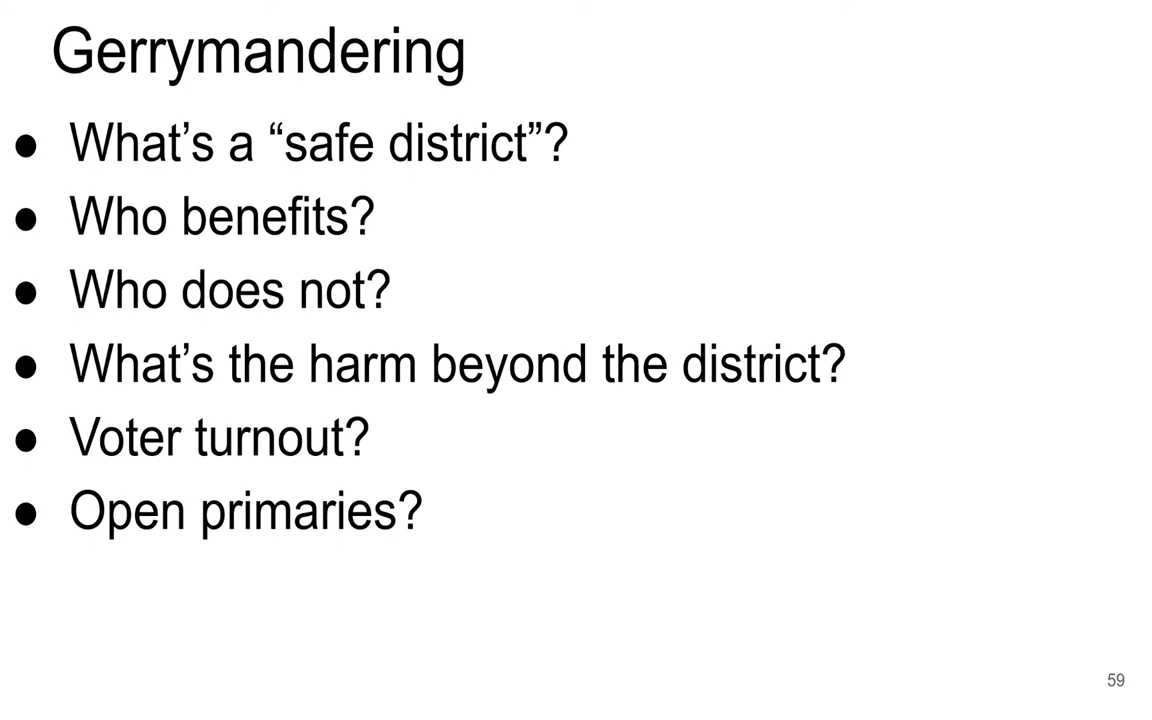 Gerrymandering
● What’s a “safe district”?
● Who benefits?
● Who does not?
● What’s the harm beyond the district?
● Voter turnout?
● Open primaries?
59